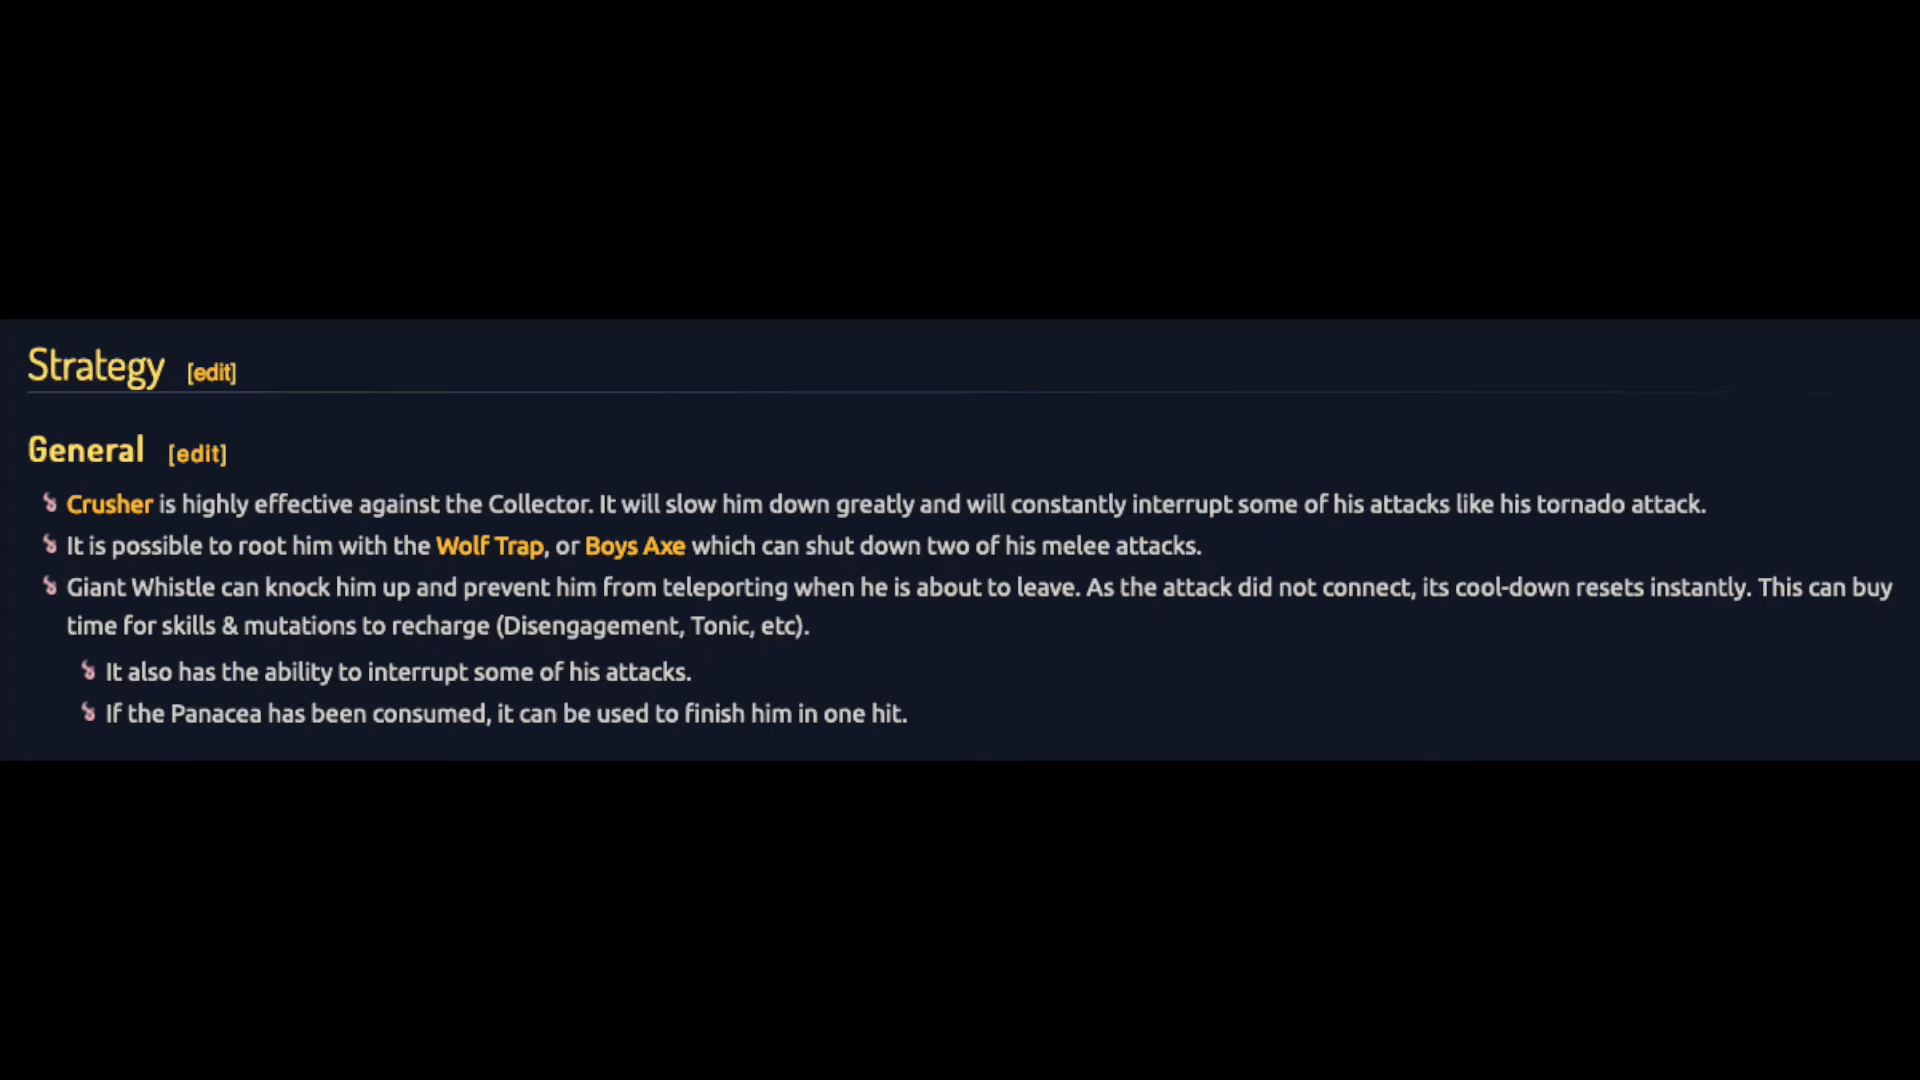 Strategy [edit]
General [edit]
Crusher is highly effective against the Collector. It will slow him down greatly and will constantly interrupt some of his attacks like his tornado attack.
It is possible to root him with the Wolf Trap, or Boys Axe which can shut down two of his melee attacks.
Giant Whistle can knock him up and prevent him from teleporting when he is about to leave. As the attack did not connect, its cool-down resets instantly. This can buy
time for skills & mutations to recharge (Disengagement, Tonic, etc).
It also has the ability to interrupt some of his attacks.
If the Panacea has been consumed, it can be used to finish him in one hit.